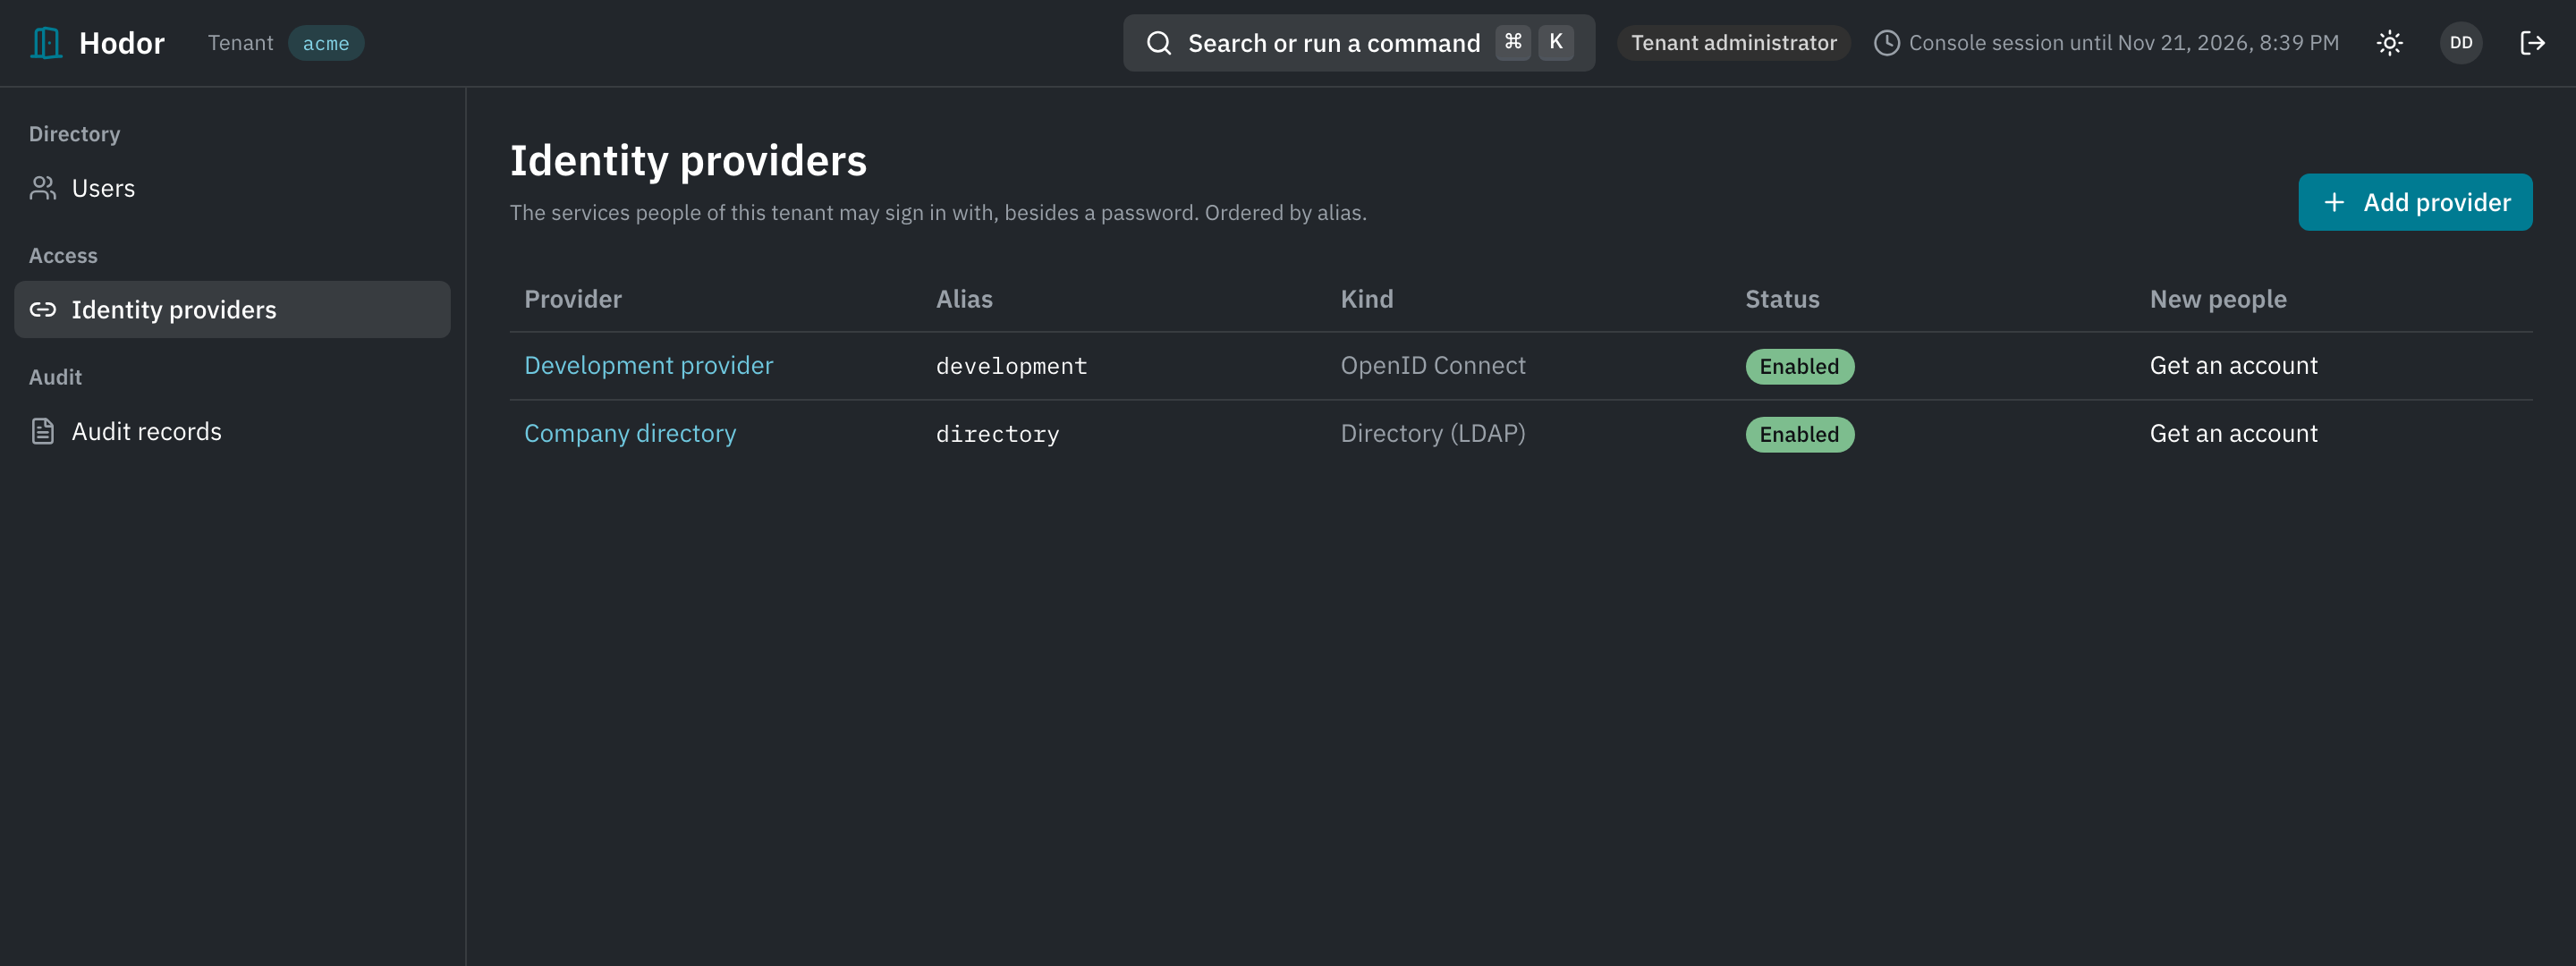 Hodor Tenant acme Search or run a command ⌘ K Tenant administrator Console session until Nov 21, 2026, 8:39 PM DD
Directory
Users
Access
Identity providers
Audit
Audit records
Identity providers
The services people of this tenant may sign in with, besides a password. Ordered by alias.
+ Add provider
Provider Alias Kind Status New people
Development provider development OpenID Connect Enabled Get an account
Company directory directory Directory (LDAP) Enabled Get an account